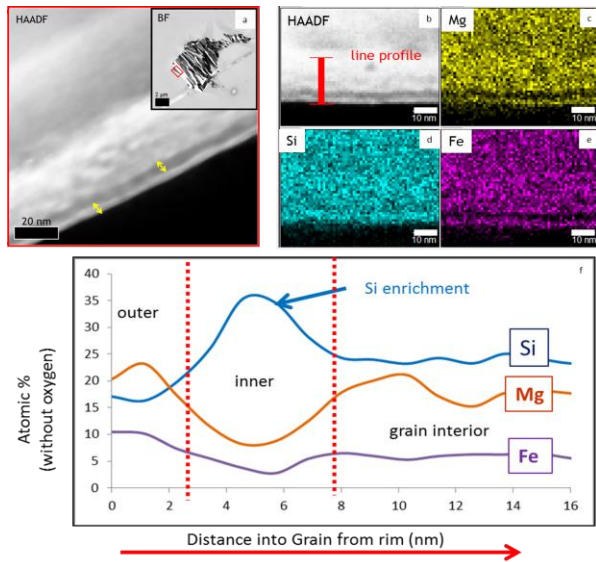 HAADF
BF
a
2 µm
20 nm
HAADF
b
line profile
10 nm
Mg
c
10 nm
Si
d
10 nm
Fe
e
10 nm
f
40
35
30
25
20
15
10
5
0
outer
inner
Si enrichment
grain interior
Si
Mg
Fe
Atomic %
(without oxygen)
0 2 4 6 8 10 12 14 16
Distance into Grain from rim (nm)